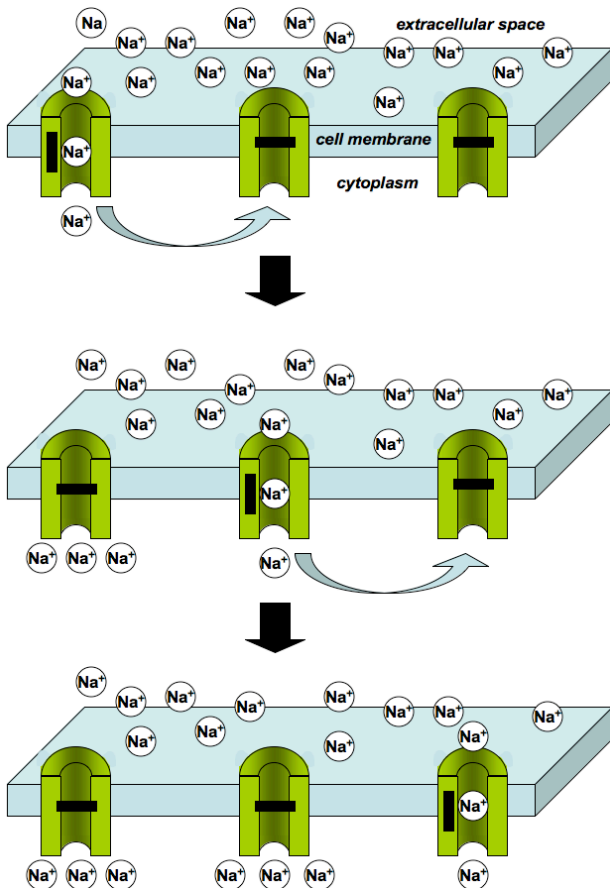 Na Na⁺ Na⁺ extracellular space
Na⁺ Na⁺ Na⁺
Na⁺ Na⁺ Na⁺
Na⁺ Na⁺ Na⁺ Na⁺ Na⁺ Na⁺
Na⁺
Na⁺ cell membrane
cytoplasm
Na⁺
Na⁺ Na⁺ Na⁺
Na⁺ Na⁺ Na⁺
Na⁺ Na⁺ Na⁺
Na⁺ Na⁺ Na⁺ Na⁺
Na⁺
Na⁺
Na⁺ Na⁺ Na⁺ Na⁺
Na⁺
Na⁺ Na⁺ Na⁺ Na⁺
Na⁺ Na⁺ Na⁺
Na⁺ Na⁺ Na⁺ Na⁺
Na⁺
Na⁺ Na⁺ Na⁺ Na⁺ Na⁺ Na⁺ Na⁺